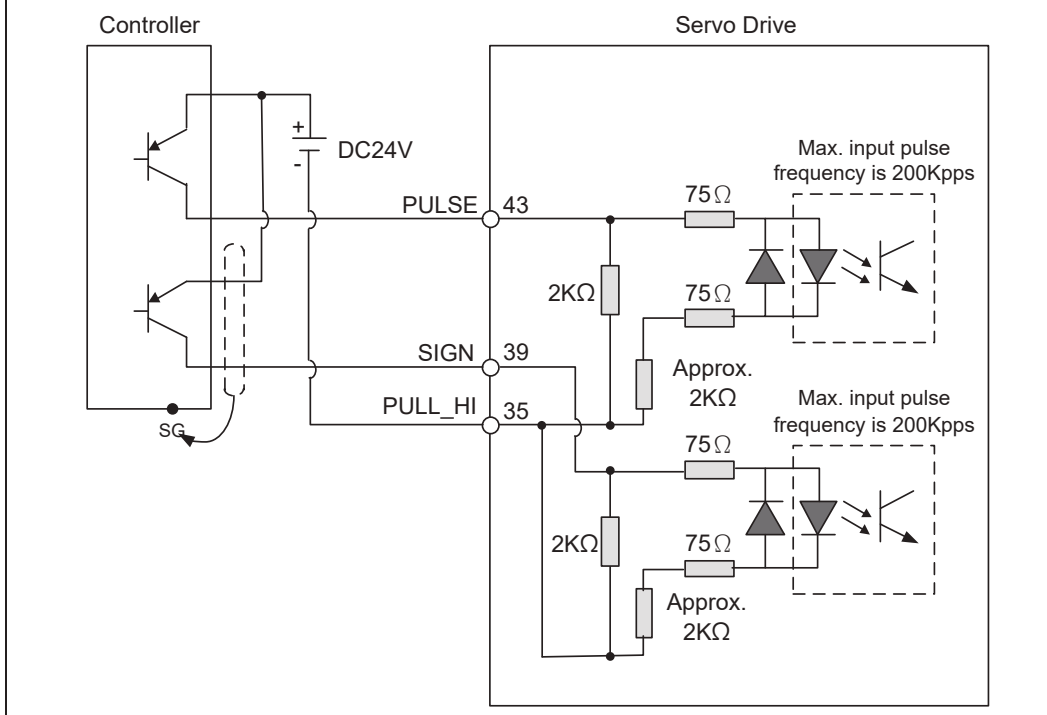 Controller
Servo Drive
+
-
DC24V
Max. input pulse
frequency is 200Kpps
PULSE
43
75Ω
2KΩ
75Ω
SIGN
39
Approx.
2KΩ
PULL_HI
35
SG
Max. input pulse
frequency is 200Kpps
75Ω
2KΩ
75Ω
Approx.
2KΩ